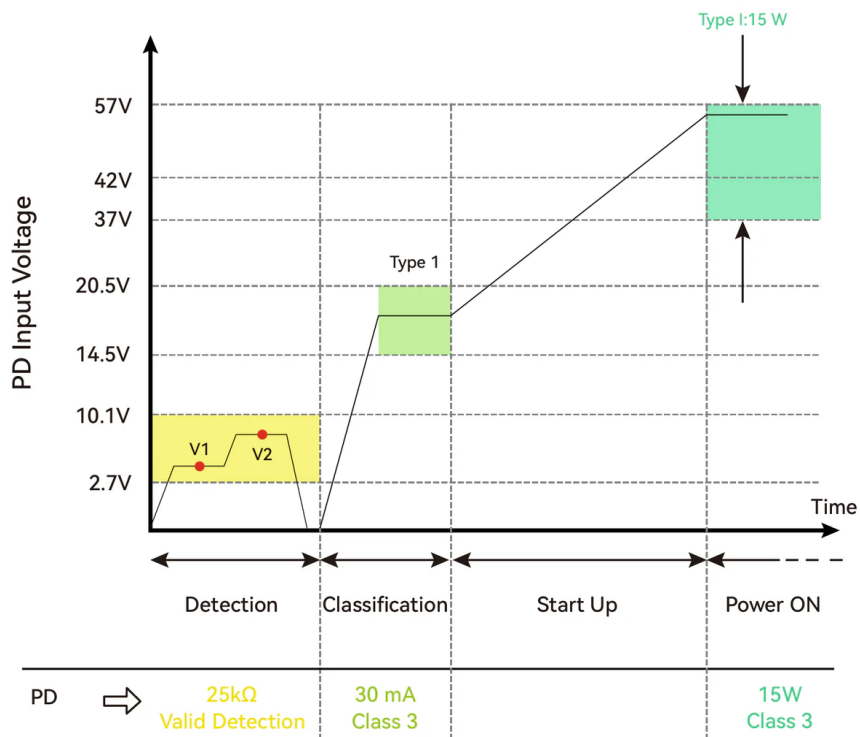 Type I:15 W
57V
42V
37V
Type 1
20.5V
14.5V
10.1V
V1
V2
2.7V
PD Input Voltage
Time
Detection
Classification
Start Up
Power ON
PD
25kΩ
Valid Detection
30 mA
Class 3
15W
Class 3